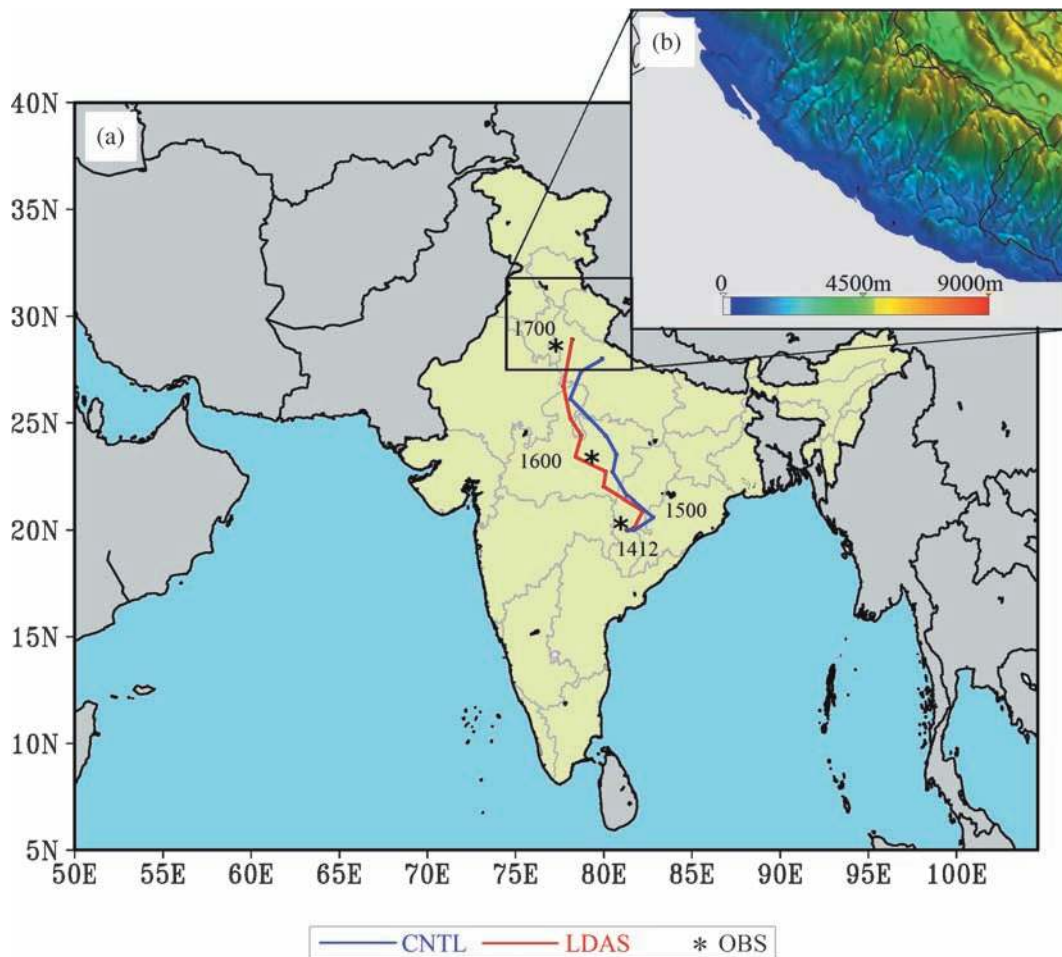 (b)
0 4500m 9000m
(a)
40N
35N
30N
25N
20N
15N
10N
5N
1700
1600
1500
1412
50E 55E 60E 65E 70E 75E 80E 85E 90E 95E 100E
CNTL LDAS * OBS